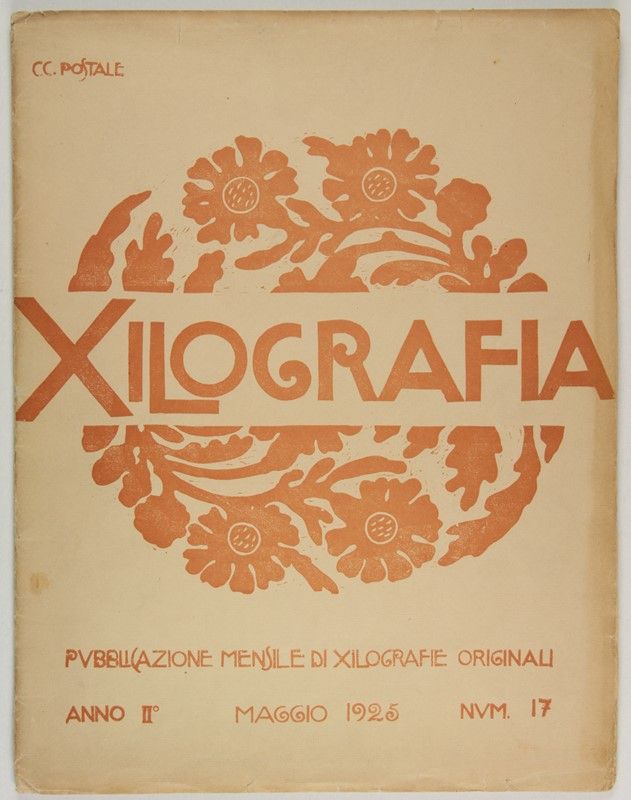 CC. POSTALE
XILOGRAFIA
PVBBLICAZIONE MENSILE DI XILOGRAFIE ORIGINALI
ANNO II° MAGGIO 1925 NVM. 17